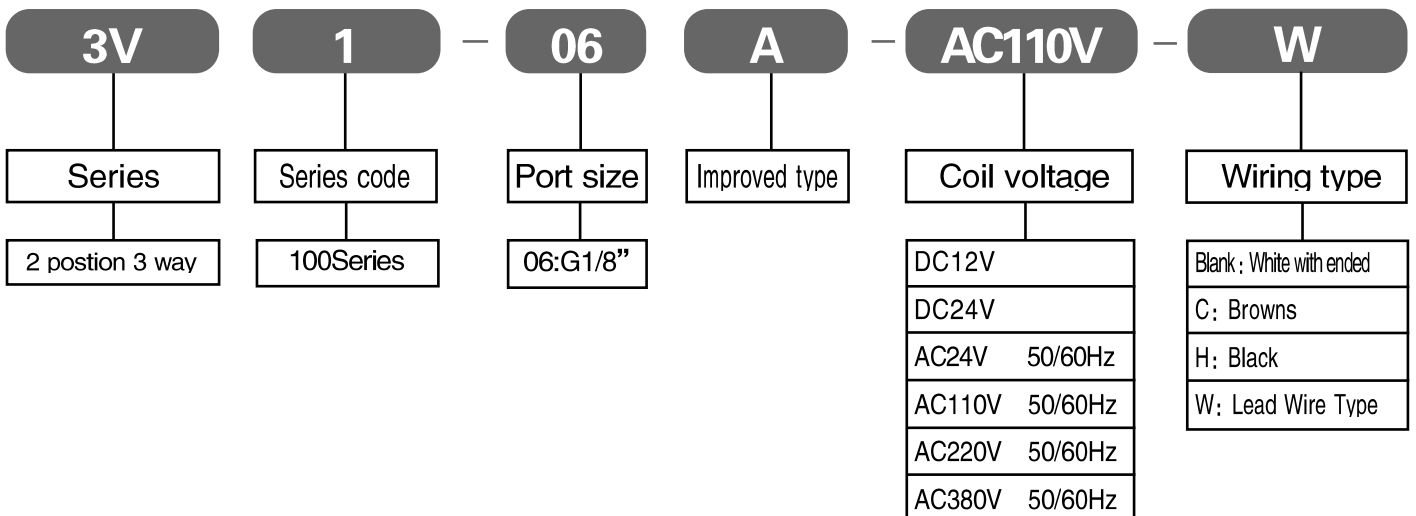 3V 1 – 06 A – AC110V – W
Series Series code Port size Improved type Coil voltage Wiring type
2 postion 3 way 100Series 06:G1/8” DC12V Blank : White with ended
DC24V C: Browns
AC24V 50/60Hz H: Black
AC110V 50/60Hz W: Lead Wire Type
AC220V 50/60Hz
AC380V 50/60Hz